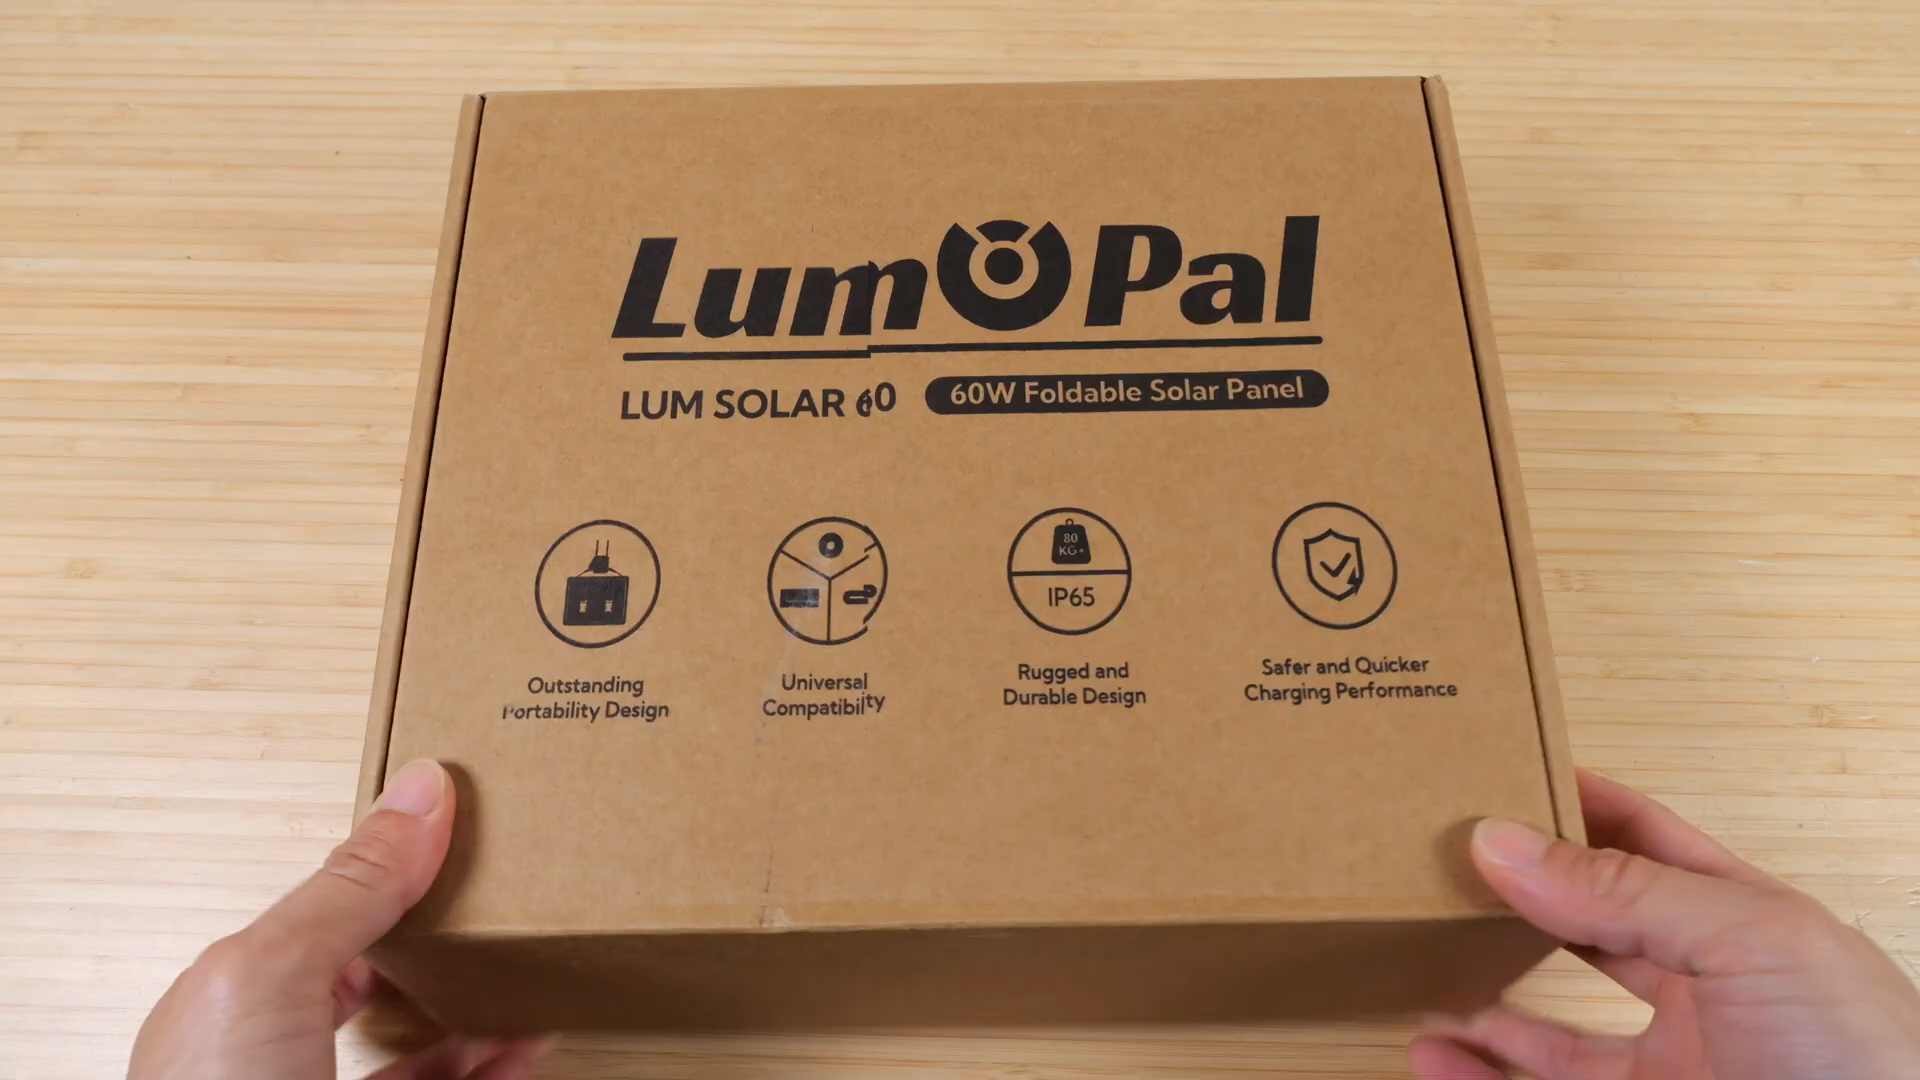 LumOPal
LUM SOLAR 60
60W Foldable Solar Panel
80
KG+
IP65
Outstanding
Portability Design
Universal
Compatibility
Rugged and
Durable Design
Safer and Quicker
Charging Performance